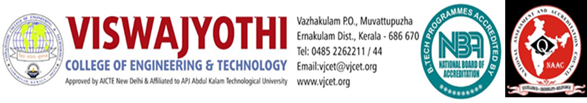 VISWAJYOTHI
COLLEGE OF ENGINEERING & TECHNOLOGY
Approved by AICTE New Delhi & Affiliated to APJ Abdul Kalam Technological University
Vazhakulam P.O., Muvattupuzha
Ernakulam Dist., Kerala - 686 670
Tel: 0485 2262211 / 44
Email:vjcet@vjcet.org
www.vjcet.org
B.TECH PROGRAMMES ACCREDITED BY
NBA
NATIONAL BOARD OF
ACCREDITATION
NATIONAL ASSESSMENT AND ACCREDITATION COUNCIL
Q
NAAC